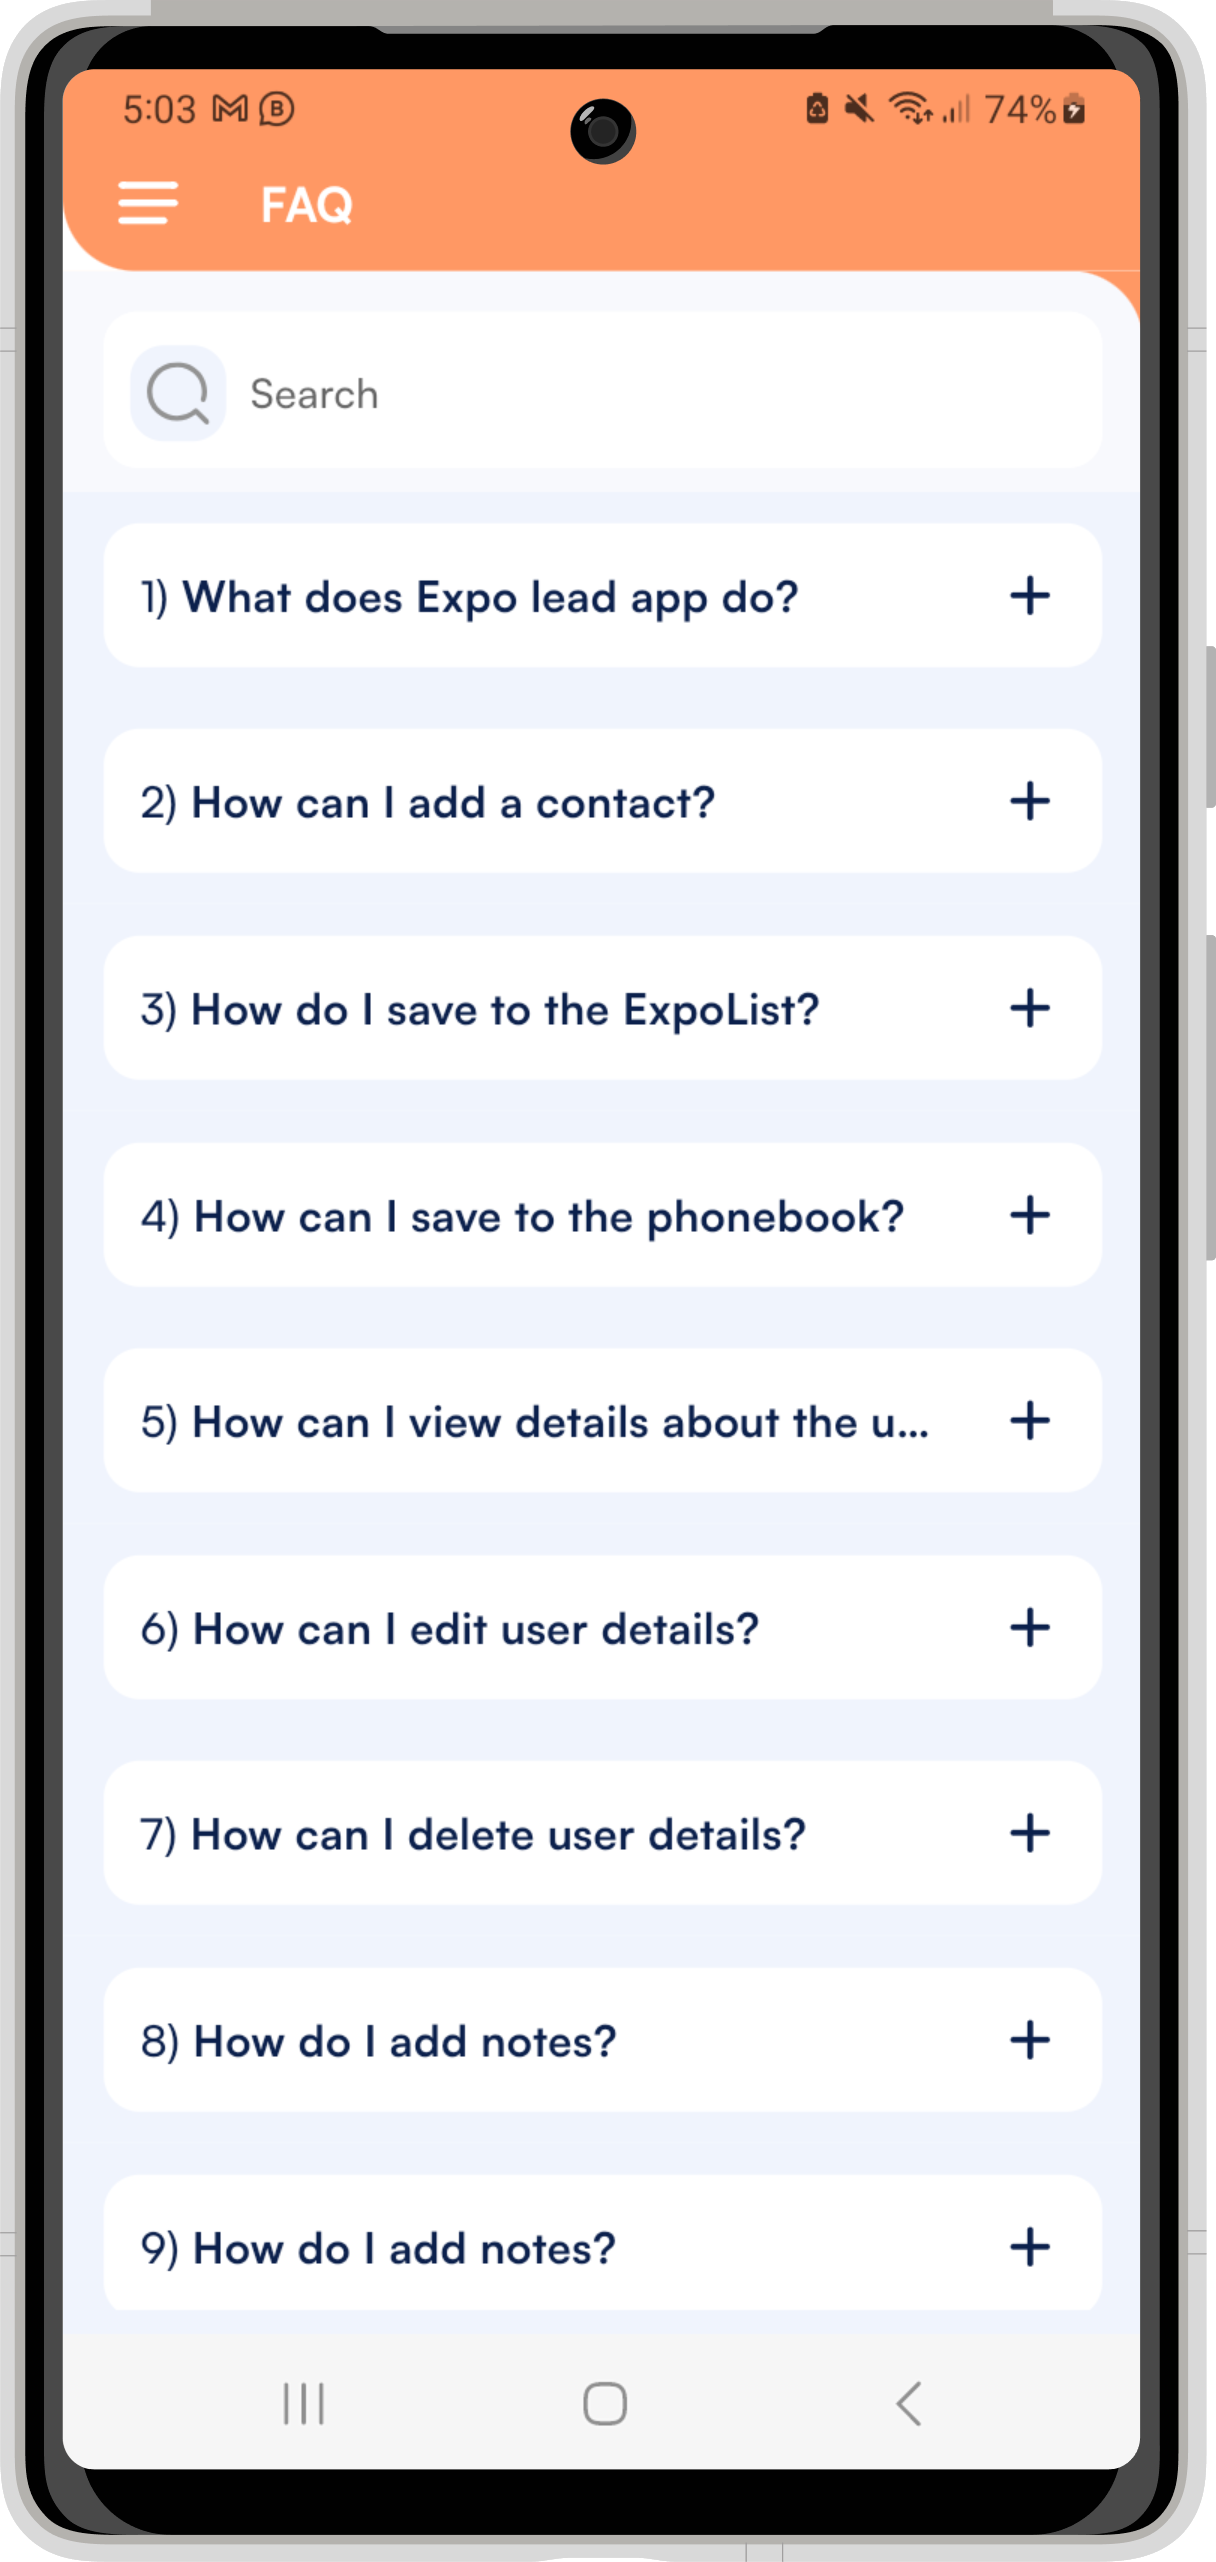 5:03 74%
FAQ
Search
1) What does Expo lead app do?
2) How can I add a contact?
3) How do I save to the ExpoList?
4) How can I save to the phonebook?
5) How can I view details about the u...
6) How can I edit user details?
7) How can I delete user details?
8) How do I add notes?
9) How do I add notes?